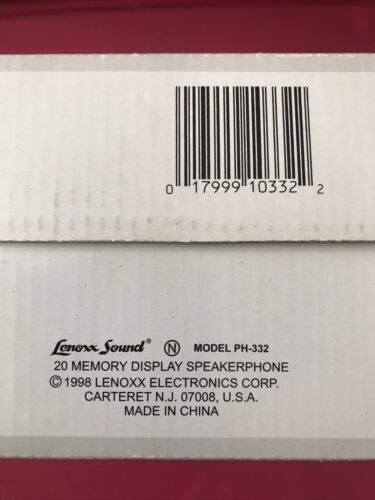 0 17999 10332 2
Lenoxx Sound® N MODEL PH-332
20 MEMORY DISPLAY SPEAKERPHONE
©1998 LENOXX ELECTRONICS CORP.
CARTERET N.J. 07008, U.S.A.
MADE IN CHINA